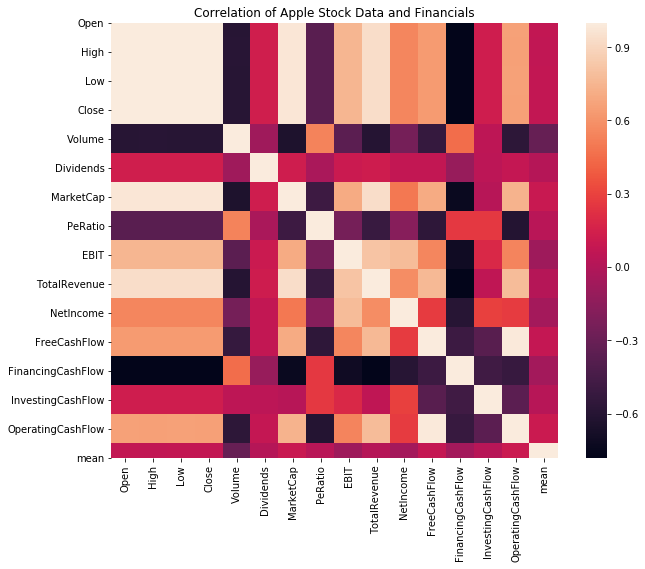 Correlation of Apple Stock Data and Financials
Open
High
Low
Close
Volume
Dividends
MarketCap
PeRatio
EBIT
TotalRevenue
NetIncome
FreeCashFlow
FinancingCashFlow
InvestingCashFlow
OperatingCashFlow
mean
Open
High
Low
Close
Volume
Dividends
MarketCap
PeRatio
EBIT
TotalRevenue
NetIncome
FreeCashFlow
FinancingCashFlow
InvestingCashFlow
OperatingCashFlow
mean
0.9
0.6
0.3
0.0
−0.3
−0.6